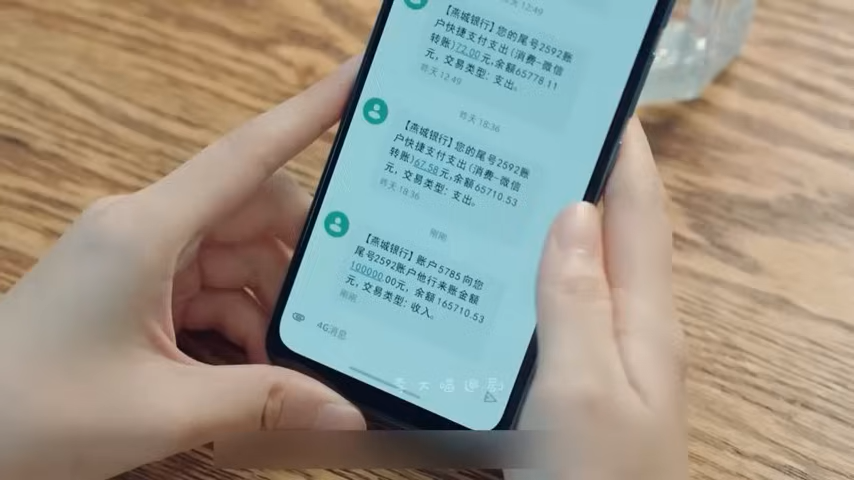 昨天 12:49
【燕城银行】您的尾号2592账
户快捷支付支出(消费-微信
转账)72.00元,余额65778.11
元，交易类型：支出。
昨天 12:49
昨天 18:36
【燕城银行】您的尾号2592账
户快捷支付支出(消费-微信
转账)67.58元,余额65710.53
元，交易类型：支出。
昨天 18:36
刚刚
【燕城银行】账户5785向您
尾号2592账户他行来账金额
100000.00元，余额165710.53
元，交易类型：收入。
刚刚
4G消息